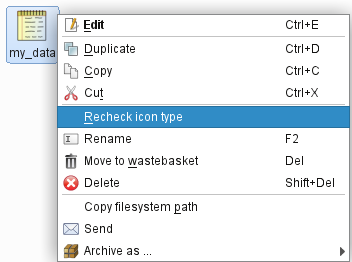 my_data
Edit Ctrl+E
Duplicate Ctrl+D
Copy Ctrl+C
Cut Ctrl+X
Recheck icon type
Rename F2
Move to wastebasket Del
Delete Shift+Del
Copy filesystem path
Send
Archive as ...